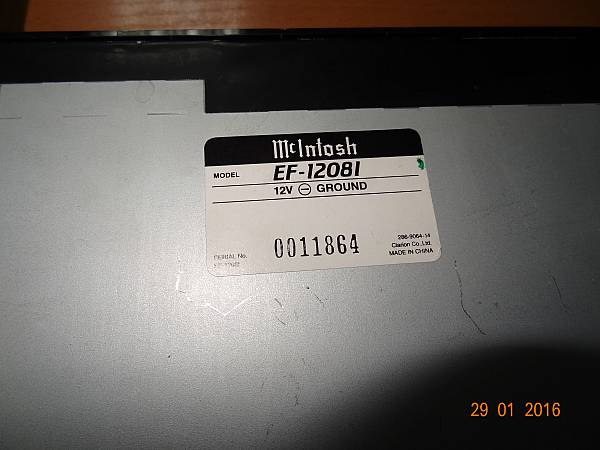 McIntosh
MODEL EF-1208I
12V ⊖ GROUND
286-9064-14
SERIAL No. 0011864 Clarion Co., Ltd.
MADE IN CHINA
29 01 2016